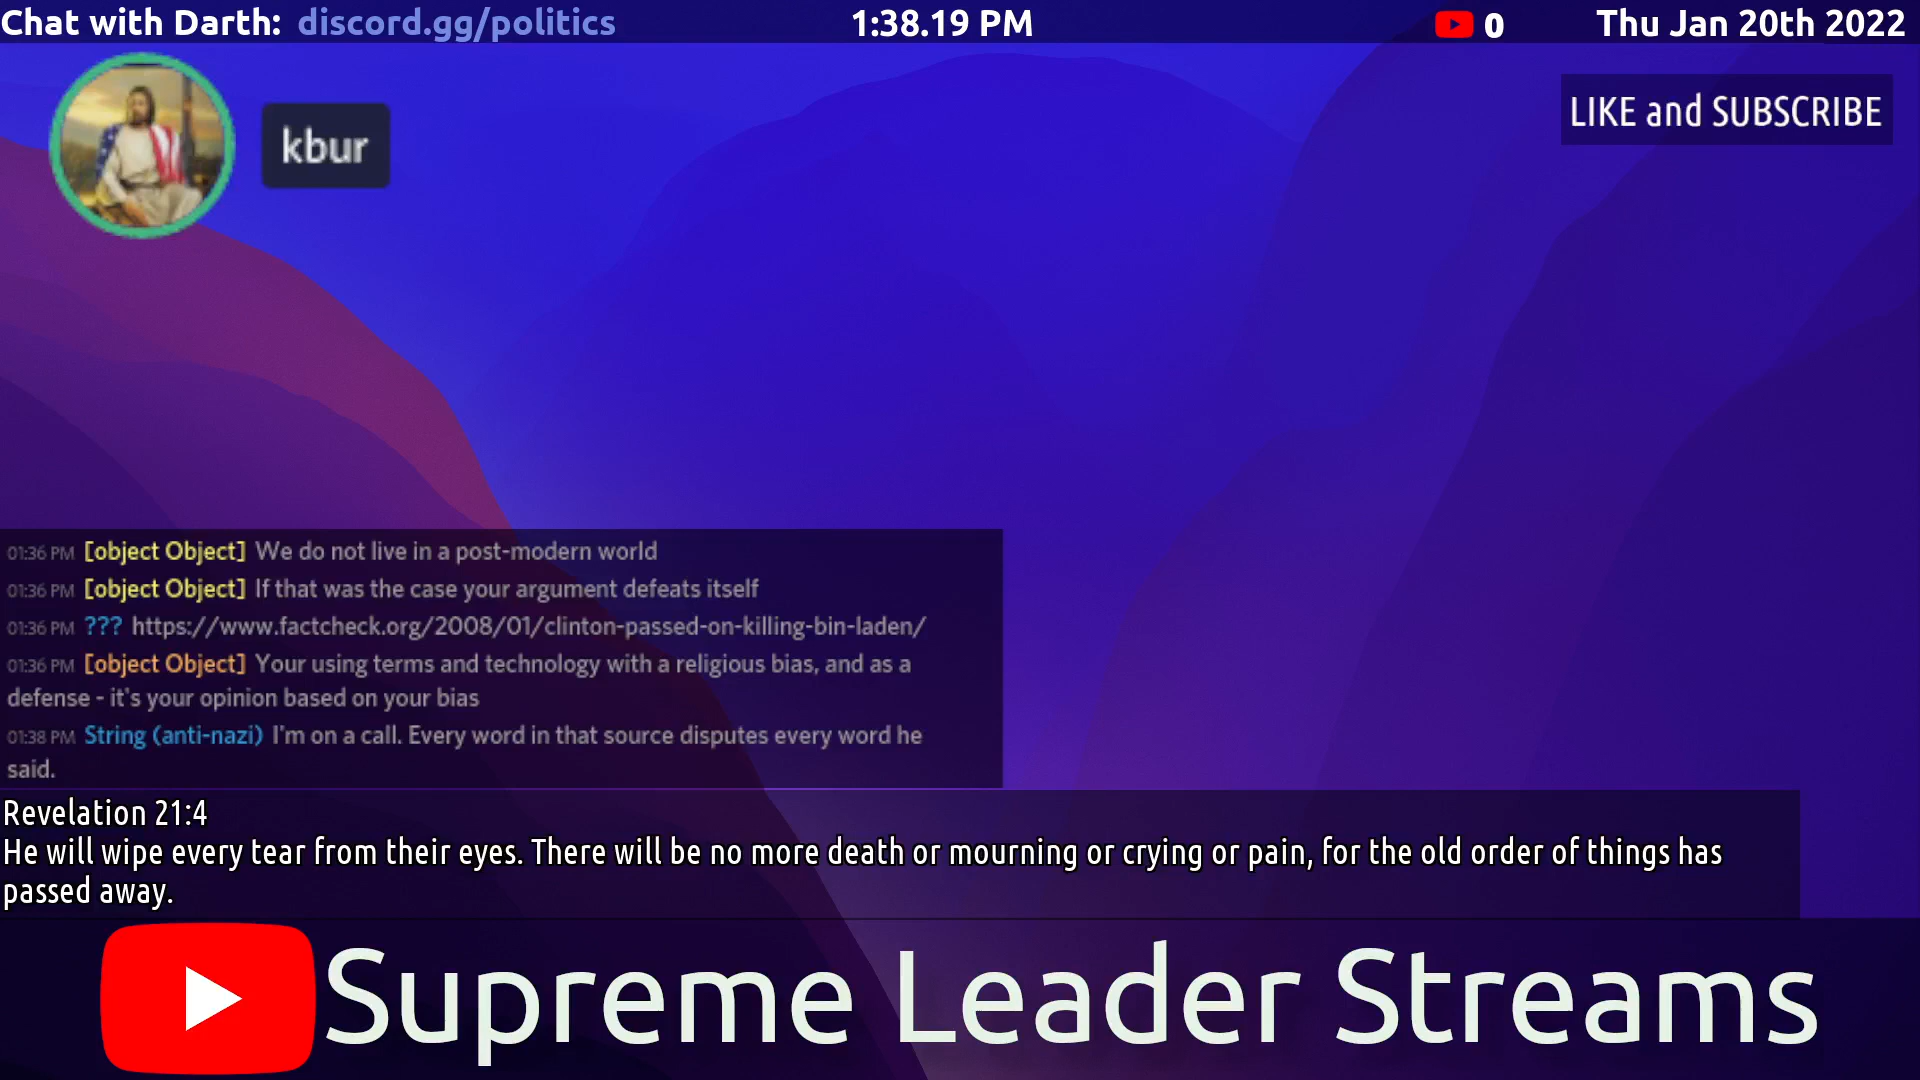 Chat with Darth: discord.gg/politics 1:38.19 PM 0 Thu Jan 20th 2022
kbur
LIKE and SUBSCRIBE
01:36 PM [object Object] We do not live in a post-modern world
01:36 PM [object Object] If that was the case your argument defeats itself
01:36 PM ??? https://www.factcheck.org/2008/01/clinton-passed-on-killing-bin-laden/
01:36 PM [object Object] Your using terms and technology with a religious bias, and as a
defense - it's your opinion based on your bias
01:38 PM String (anti-nazi) I'm on a call. Every word in that source disputes every word he
said.
Revelation 21:4
He will wipe every tear from their eyes. There will be no more death or mourning or crying or pain, for the old order of things has
passed away.
Supreme Leader Streams